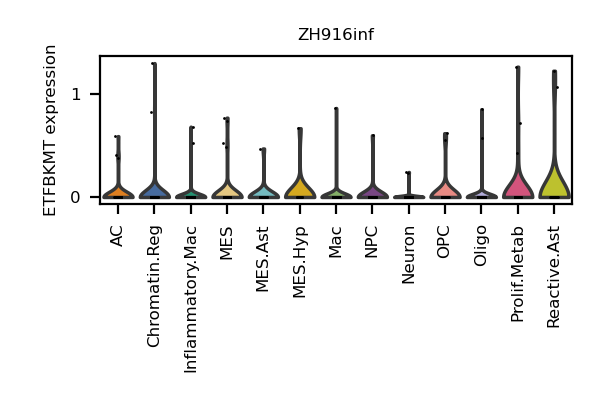 ZH916inf
ETFBKMT expression
1
0
AC
Chromatin.Reg
Inflammatory.Mac
MES
MES.Ast
MES.Hyp
Mac
NPC
Neuron
OPC
Oligo
Prolif.Metab
Reactive.Ast